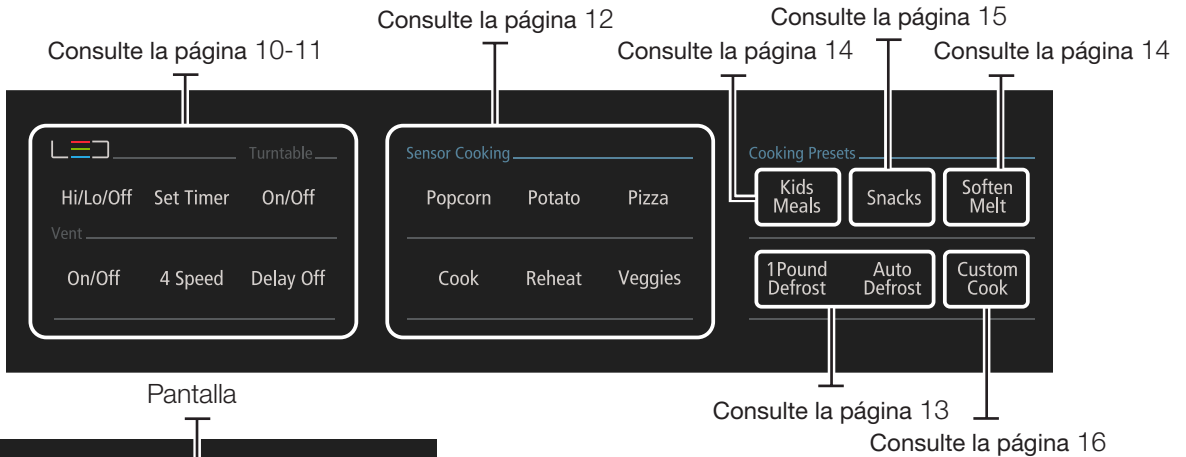 Consulte la página 15
Consulte la página 12
Consulte la página 10-11
Consulte la página 14
Consulte la página 14
LED
Turntable
Hi/Lo/Off Set Timer On/Off
Vent
On/Off 4 Speed Delay Off
Sensor Cooking
Popcorn Potato Pizza
Cook Reheat Veggies
Cooking Presets
Kids
Meals
Snacks
Soften
Melt
1Pound
Defrost
Auto
Defrost
Custom
Cook
Pantalla
Consulte la página 13
Consulte la página 16